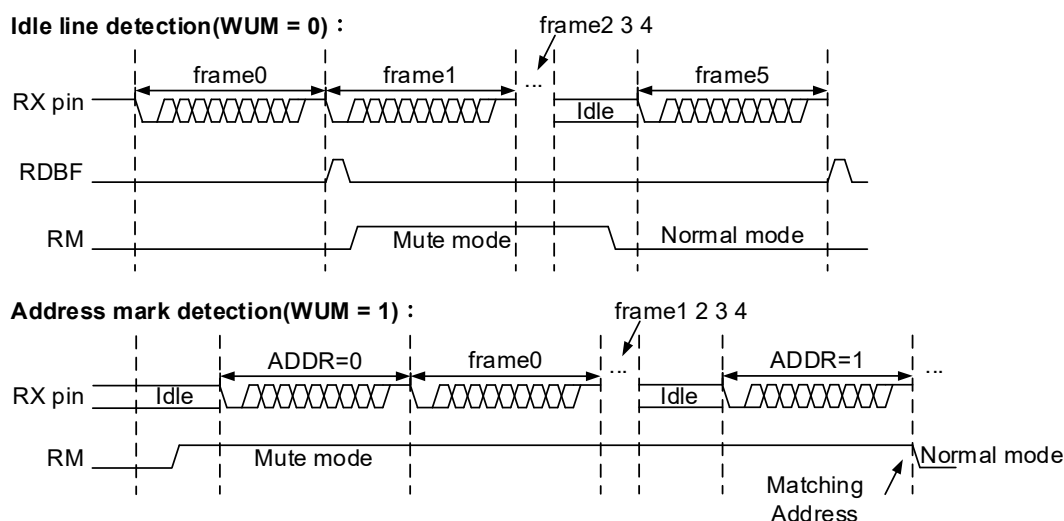 Idle line detection(WUM = 0)：
frame2 3 4
frame0
frame1
...
frame5
RX pin
Idle
RDBF
RM
Mute mode
Normal mode
Address mark detection(WUM = 1)：
frame1 2 3 4
ADDR=0
frame0
...
ADDR=1
...
RX pin
Idle
Idle
RM
Mute mode
Normal mode
Matching
Address